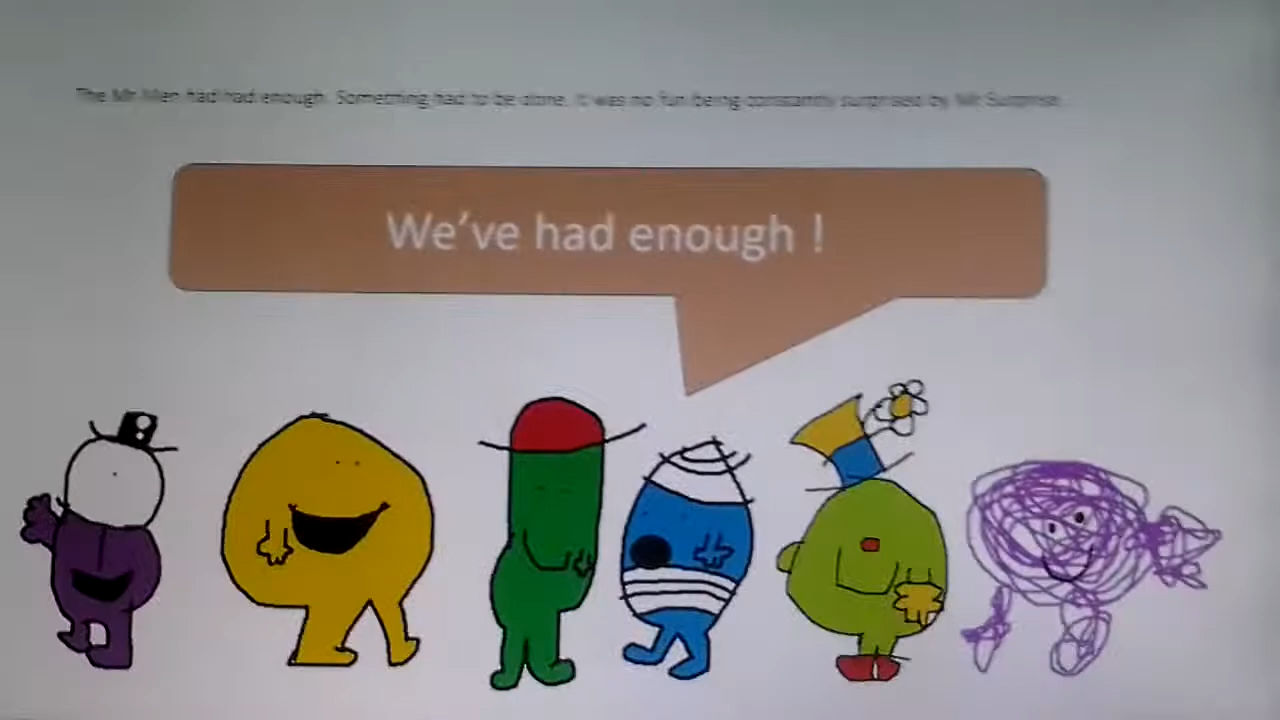 The Mr Men had had enough. Something had to be done. It was no fun being constantly surprised by Mr Surprise.
We've had enough !